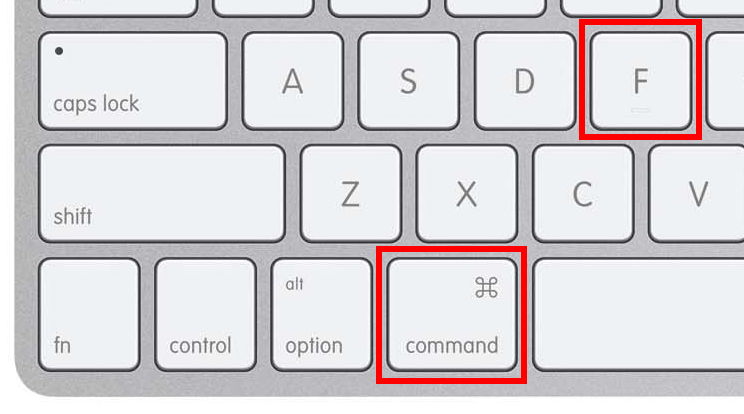 caps lock
A
S
D
F
shift
Z
X
C
V
fn
control
alt
option
⌘
command